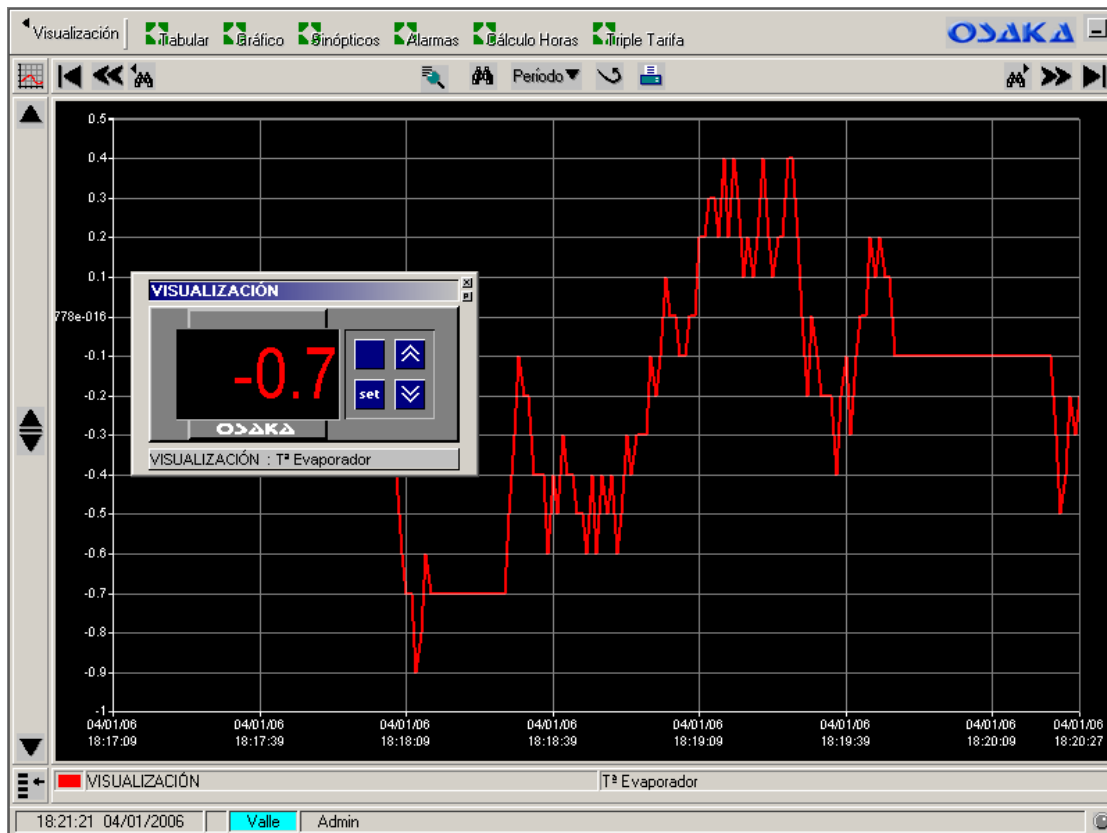 Visualización Tabular Gráfico Sinópticos Alarmas Cálculo Horas Triple Tarifa OSAKA
Período
0.5
0.4
0.3
0.2
0.1
778e-016
-0.1
-0.2
-0.3
-0.4
-0.5
-0.6
-0.7
-0.8
-0.9
-1
VISUALIZACIÓN
-0.7
set
OSAKA
VISUALIZACIÓN : Tª Evaporador
04/01/06 04/01/06 04/01/06 04/01/06 04/01/06 04/01/06 04/01/06 04/01/06
18:17:09 18:17:39 18:18:09 18:18:39 18:19:09 18:19:39 18:20:09 18:20:27
VISUALIZACIÓN Tª Evaporador
18:21:21 04/01/2006 Valle Admin